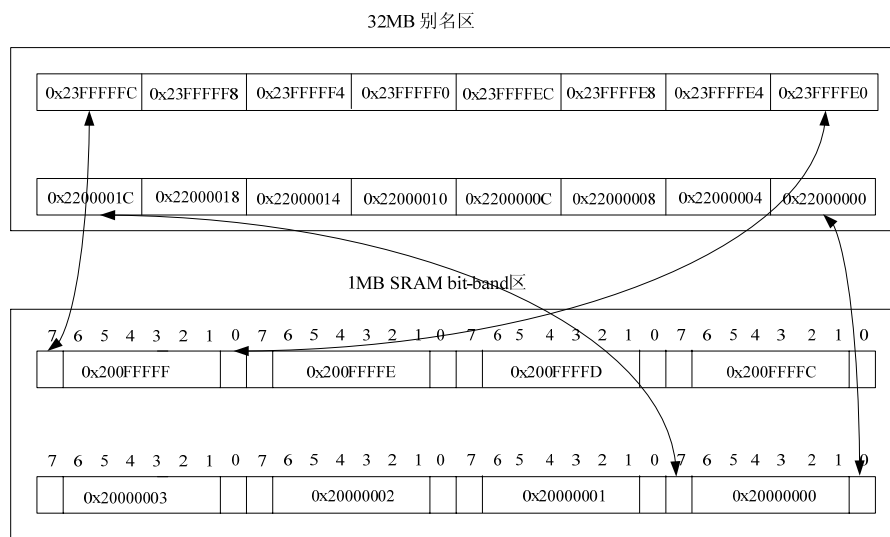 32MB 别名区
0x23FFFFFC 0x23FFFFF8 0x23FFFFF4 0x23FFFFF0 0x23FFFFEC 0x23FFFFE8 0x23FFFFE4 0x23FFFFE0
0x2200001C 0x22000018 0x22000014 0x22000010 0x2200000C 0x22000008 0x22000004 0x22000000
1MB SRAM bit-band区
7 6 5 4 3 2 1 0 7 6 5 4 3 2 1 0 7 6 5 4 3 2 1 0 7 6 5 4 3 2 1 0
0x200FFFFF 0x200FFFFE 0x200FFFFD 0x200FFFFC
7 6 5 4 3 2 1 0 7 6 5 4 3 2 1 0 7 6 5 4 3 2 1 0 7 6 5 4 3 2 1 0
0x20000003 0x20000002 0x20000001 0x20000000